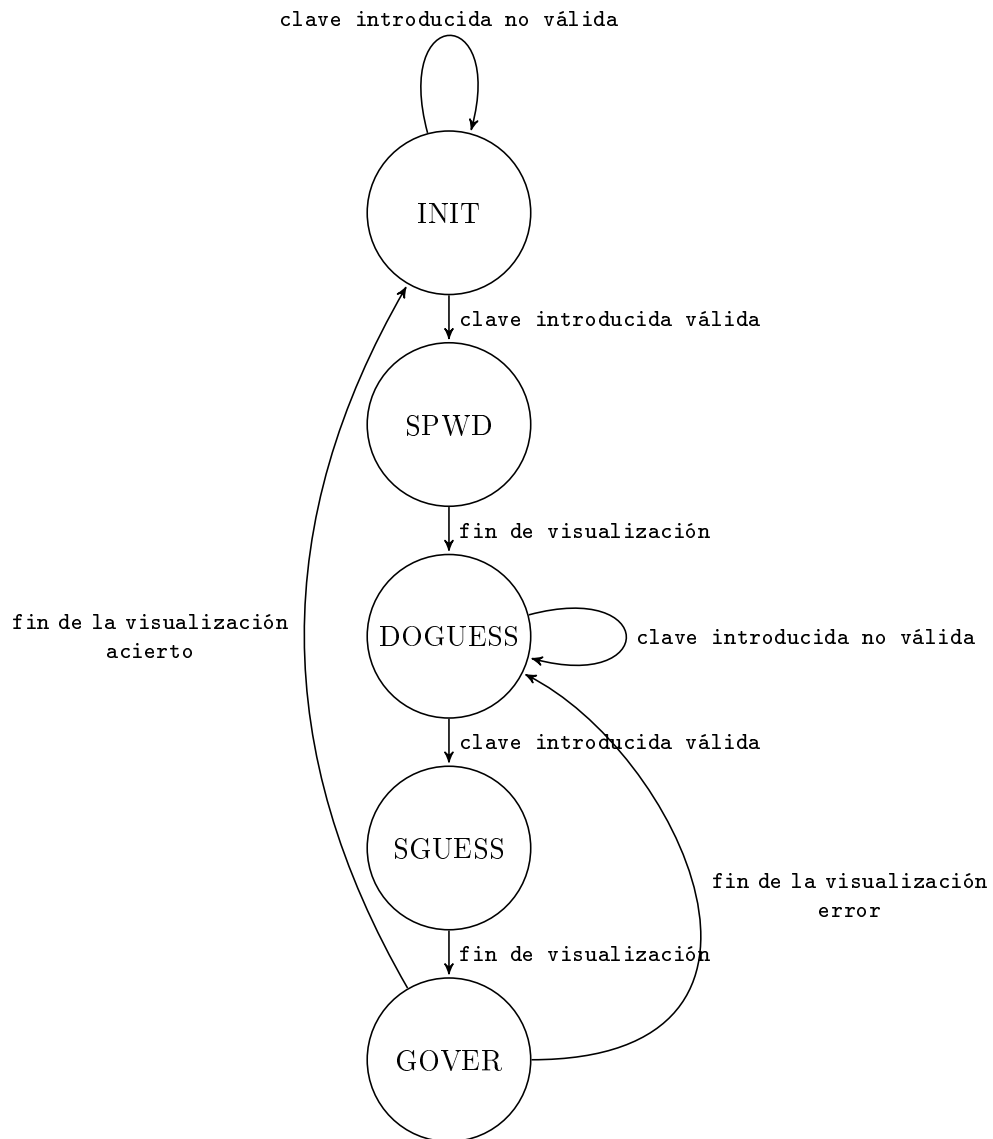 clave introducida no válida
INIT
clave introducida válida
SPWD
fin de visualización
fin de la visualización
acierto
DOGUESS
clave introducida no válida
clave introducida válida
SGUESS
fin de la visualización
error
fin de visualización
GOVER